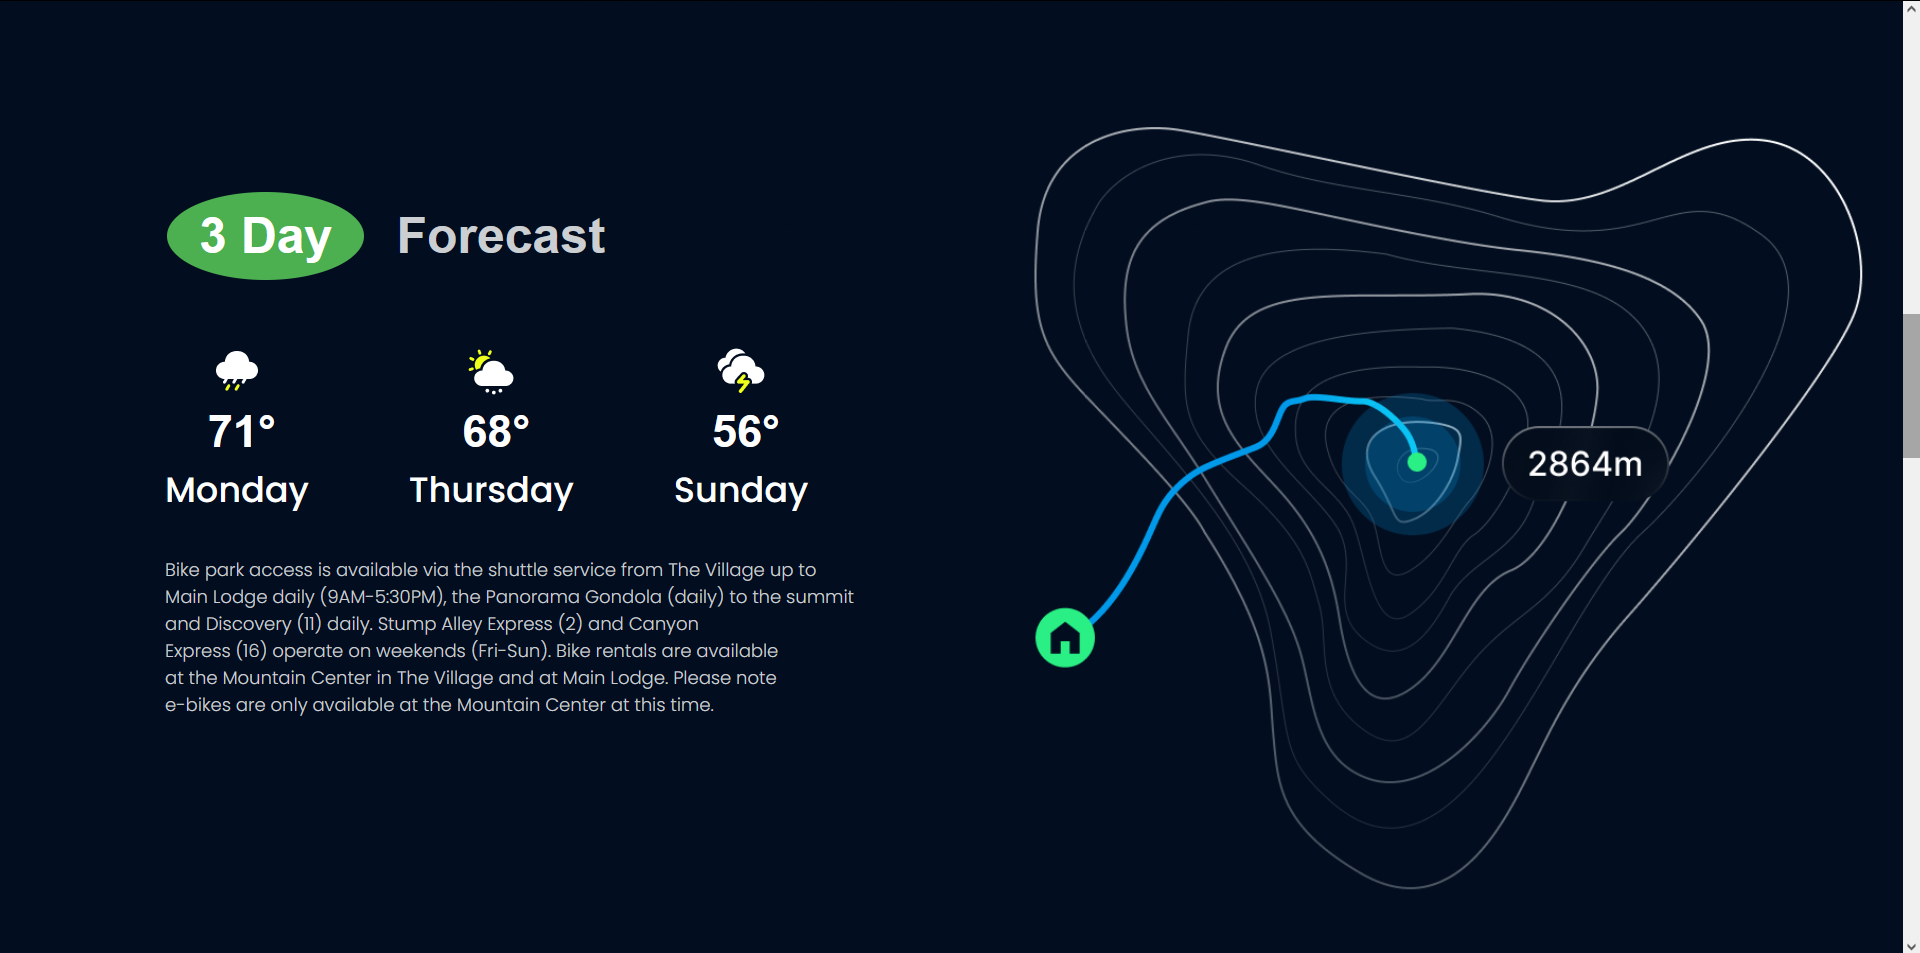 3 Day Forecast
71° 68° 56°
Monday Thursday Sunday
Bike park access is available via the shuttle service from The Village up to
Main Lodge daily (9AM-5:30PM), the Panorama Gondola (daily) to the summit
and Discovery (11) daily. Stump Alley Express (2) and Canyon
Express (16) operate on weekends (Fri-Sun). Bike rentals are available
at the Mountain Center in The Village and at Main Lodge. Please note
e-bikes are only available at the Mountain Center at this time.
2864m